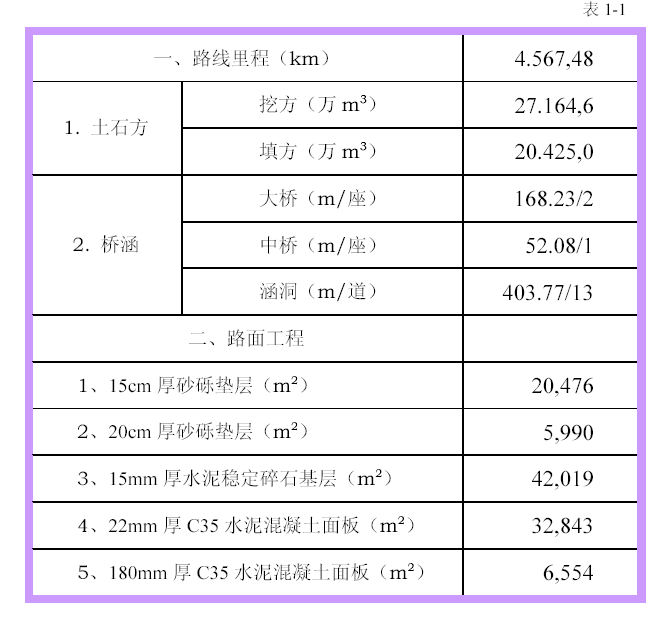 表 1-1
一、路线里程（km） 4.567,48
1. 土石方 挖方（万 m³） 27.164,6
填方（万 m³） 20.425,0
2. 桥涵 大桥（m/座） 168.23/2
中桥（m/座） 52.08/1
涵洞（m/道） 403.77/13
二、路面工程
1、15cm 厚砂砾垫层（m²） 20,476
2、20cm 厚砂砾垫层（m²） 5,990
3、15mm 厚水泥稳定碎石基层（m²） 42,019
4、22mm 厚 C35 水泥混凝土面板（m²） 32,843
5、180mm 厚 C35 水泥混凝土面板（m²） 6,554